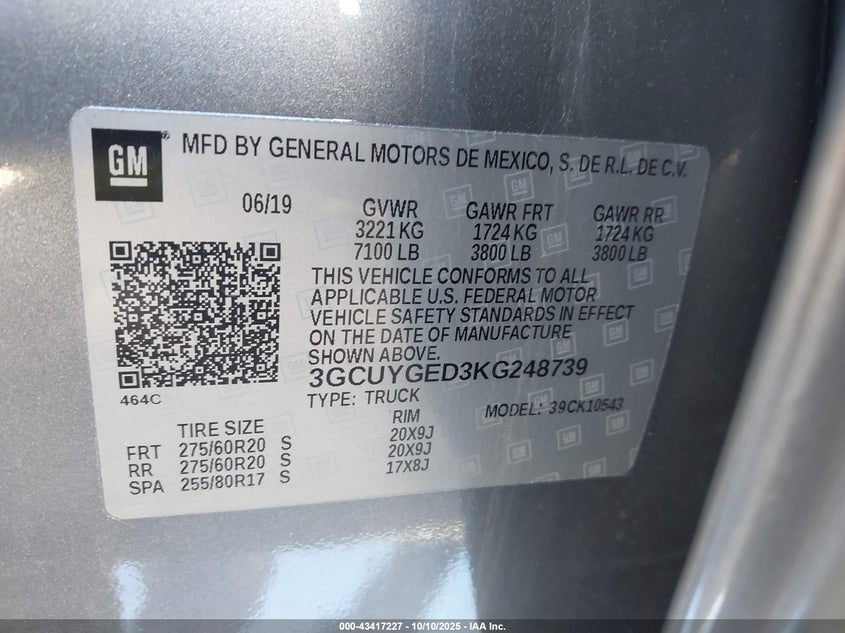 GM
MFD BY GENERAL MOTORS DE MEXICO, S. DE R.L. DE C.V.
06/19 GVWR GAWR FRT GAWR RR
3221 KG 1724 KG 1724 KG
7100 LB 3800 LB 3800 LB
THIS VEHICLE CONFORMS TO ALL
APPLICABLE U.S. FEDERAL MOTOR
VEHICLE SAFETY STANDARDS IN EFFECT
ON THE DATE OF MANUFACTURE
SHOWN ABOVE.
3GCUYGED3KG248739
464C
TYPE: TRUCK MODEL: 39CK10543
TIRE SIZE RIM
FRT 275/60R20 S 20X9J
RR 275/60R20 S 20X9J
SPA 255/80R17 S 17X8J
000-43417227 - 10/10/2025 - IAA Inc.